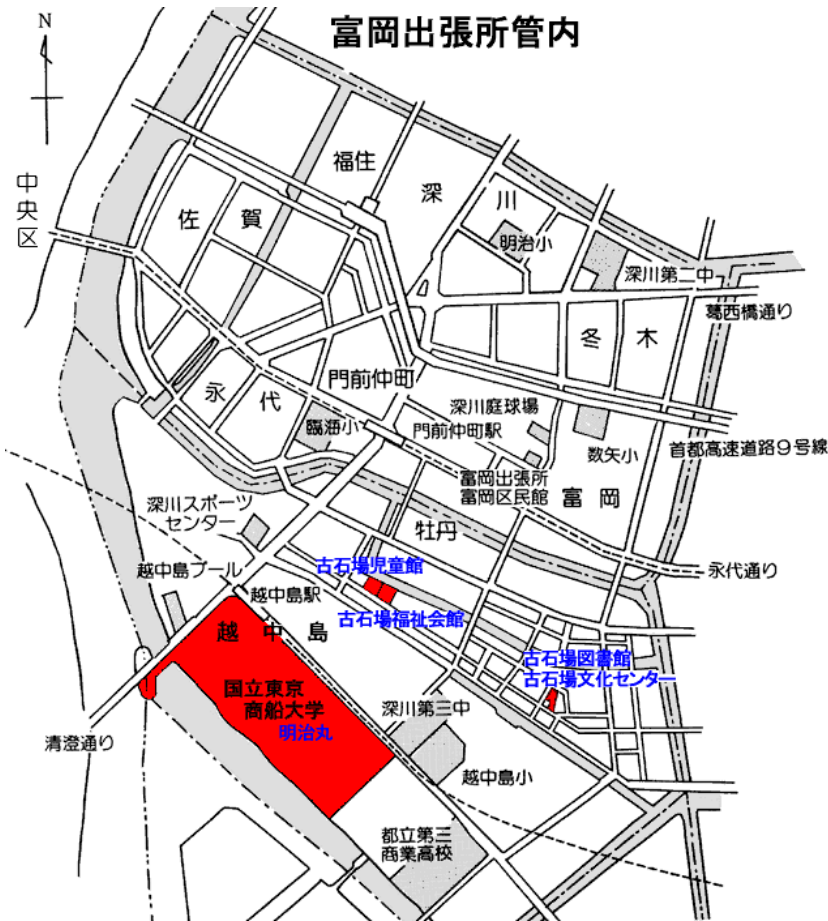 富岡出張所管内
N
中央区
福住
深川
佐賀
明治小
深川第二中
葛西橋通り
冬木
門前仲町
永代
深川庭球場
臨海小
門前仲町駅
数矢小
首都高速道路9号線
富岡出張所
富岡区民館
富岡
深川スポーツ
センター
牡丹
越中島プール
古石場児童館
永代通り
越中島駅
古石場福祉会館
越中島
古石場図書館
古石場文化センター
国立東京
商船大学
明治丸
深川第三中
清澄通り
越中島小
都立第三
商業高校